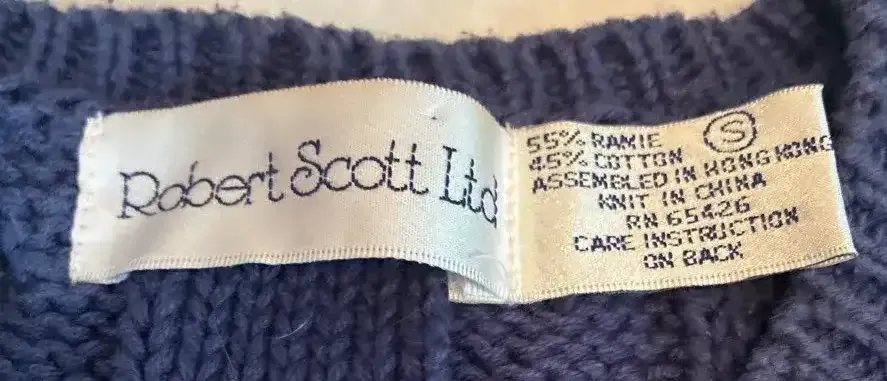 Robert Scott Ltd
55% RAMIE S
45% COTTON
ASSEMBLED IN HONG KONG
KNIT IN CHINA
RN 65426
CARE INSTRUCTION
ON BACK